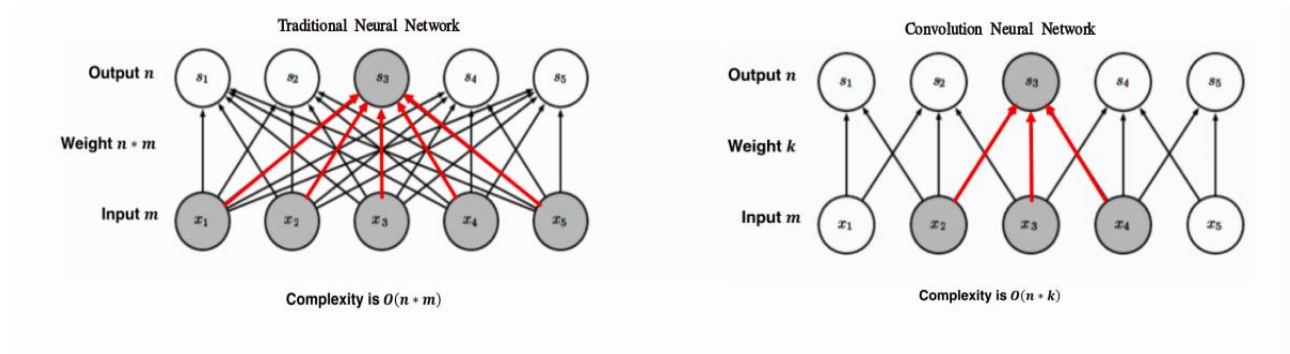 Traditional Neural Network
Output n
s₁ s₂ s₃ s₄ s₅
Weight n * m
Input m
x₁ x₂ x₃ x₄ x₅
Complexity is O(n * m)
Convolution Neural Network
Output n
s₁ s₂ s₃ s₄ s₅
Weight k
Input m
x₁ x₂ x₃ x₄ x₅
Complexity is O(n * k)